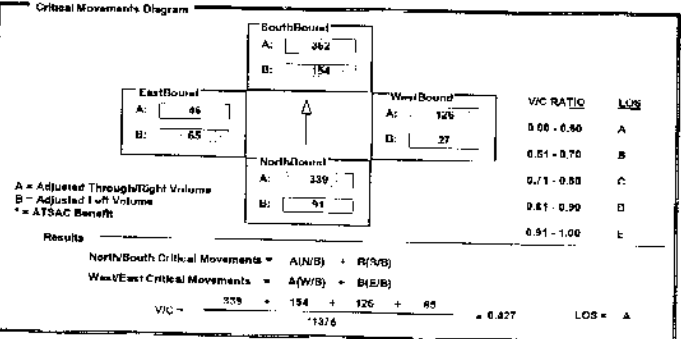 Critical Movements Diagram
SouthBound
A: 362
B: 154
EastBound
A: 46
B: 65
WestBound
A: 126
B: 27
NorthBound
A: 339
B: 91
V/C RATIO LOS
0.00 - 0.60 A
0.61 - 0.70 B
0.71 - 0.80 C
0.81 - 0.90 D
0.91 - 1.00 E
A = Adjusted Through/Right Volume
B = Adjusted Left Volume
* = ATSAC Benefit
Results
North/South Critical Movements = A(N/B) + B(S/B)
West/East Critical Movements = A(W/B) + B(E/B)
V/C = 339 + 154 + 126 + 65 = 0.427 LOS = A
*1375